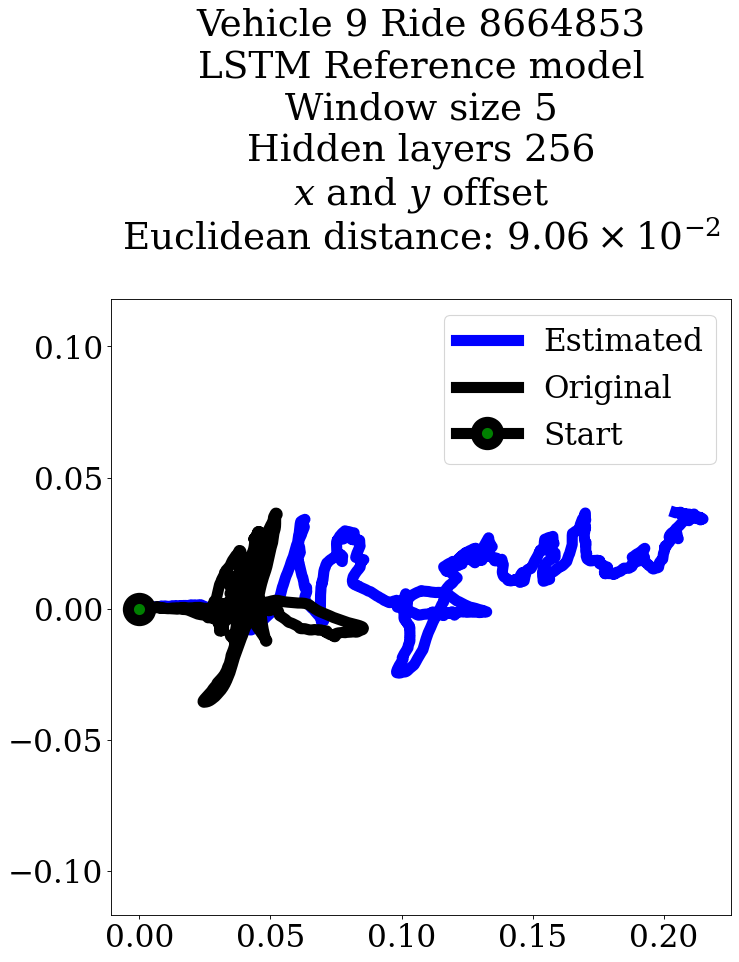 Vehicle 9 Ride 8664853
LSTM Reference model
Window size 5
Hidden layers 256
x and y offset
Euclidean distance: 9.06 × 10⁻²
Estimated
Original
Start
0.10
0.05
0.00
−0.05
−0.10
0.00 0.05 0.10 0.15 0.20